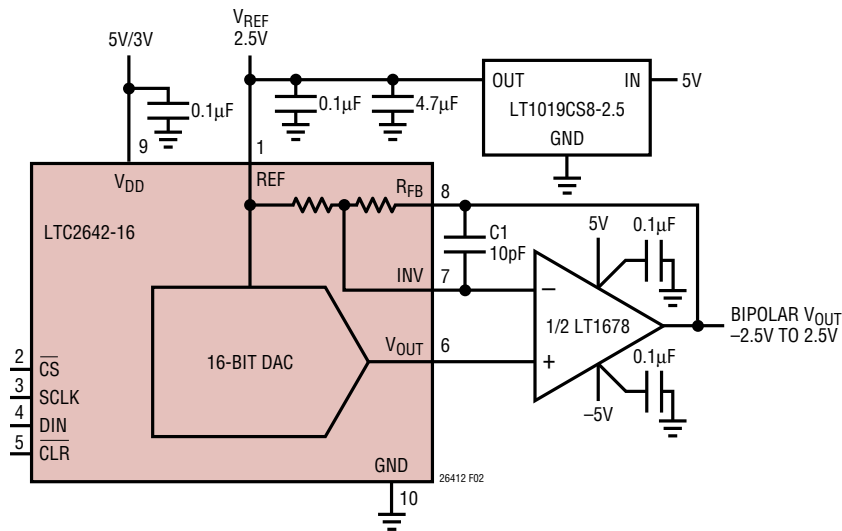 5V/3V
VREF
2.5V
0.1µF
0.1µF
4.7µF
OUT
IN
5V
LT1019CS8-2.5
GND
9
1
VDD
REF
RFB
8
LTC2642-16
C1
10pF
5V
0.1µF
INV
7
–
1/2 LT1678
BIPOLAR VOUT
–2.5V TO 2.5V
16-BIT DAC
VOUT
6
+
0.1µF
–5V
2
CS
3
SCLK
4
DIN
5
CLR
GND
10
26412 F02